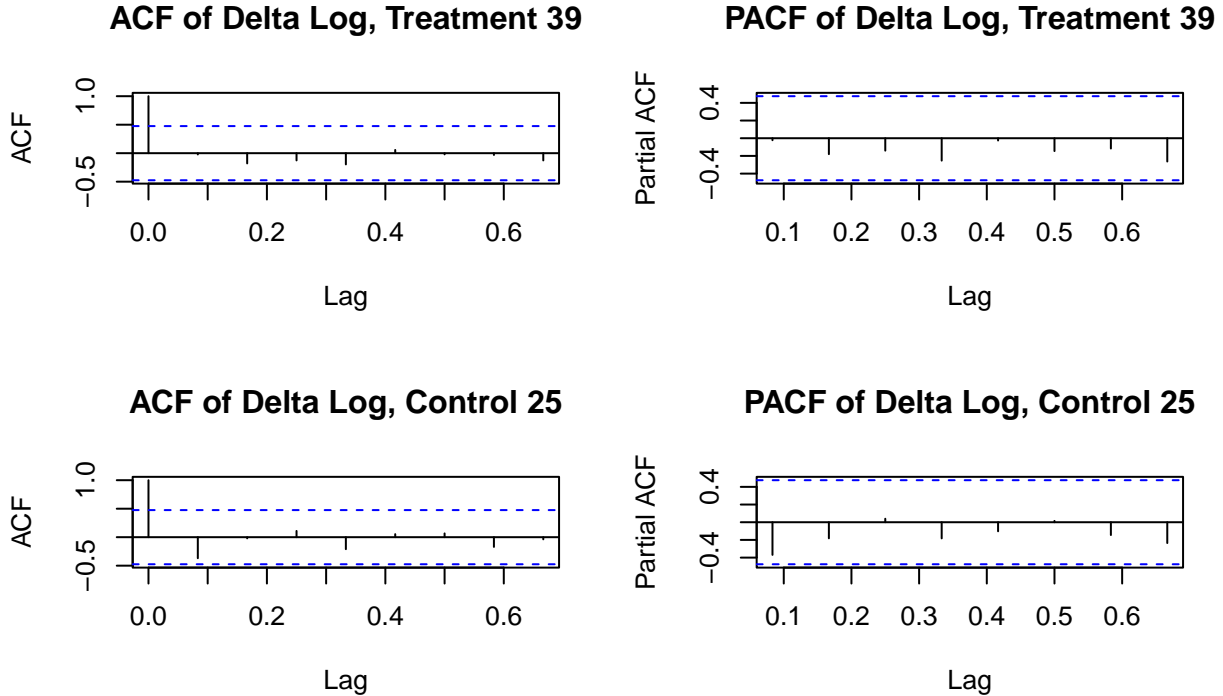 ACF of Delta Log, Treatment 39
ACF
1.0
−0.5
0.0 0.2 0.4 0.6
Lag
PACF of Delta Log, Treatment 39
Partial ACF
0.4
−0.4
0.1 0.2 0.3 0.4 0.5 0.6
Lag
ACF of Delta Log, Control 25
ACF
1.0
−0.5
0.0 0.2 0.4 0.6
Lag
PACF of Delta Log, Control 25
Partial ACF
0.4
−0.4
0.1 0.2 0.3 0.4 0.5 0.6
Lag